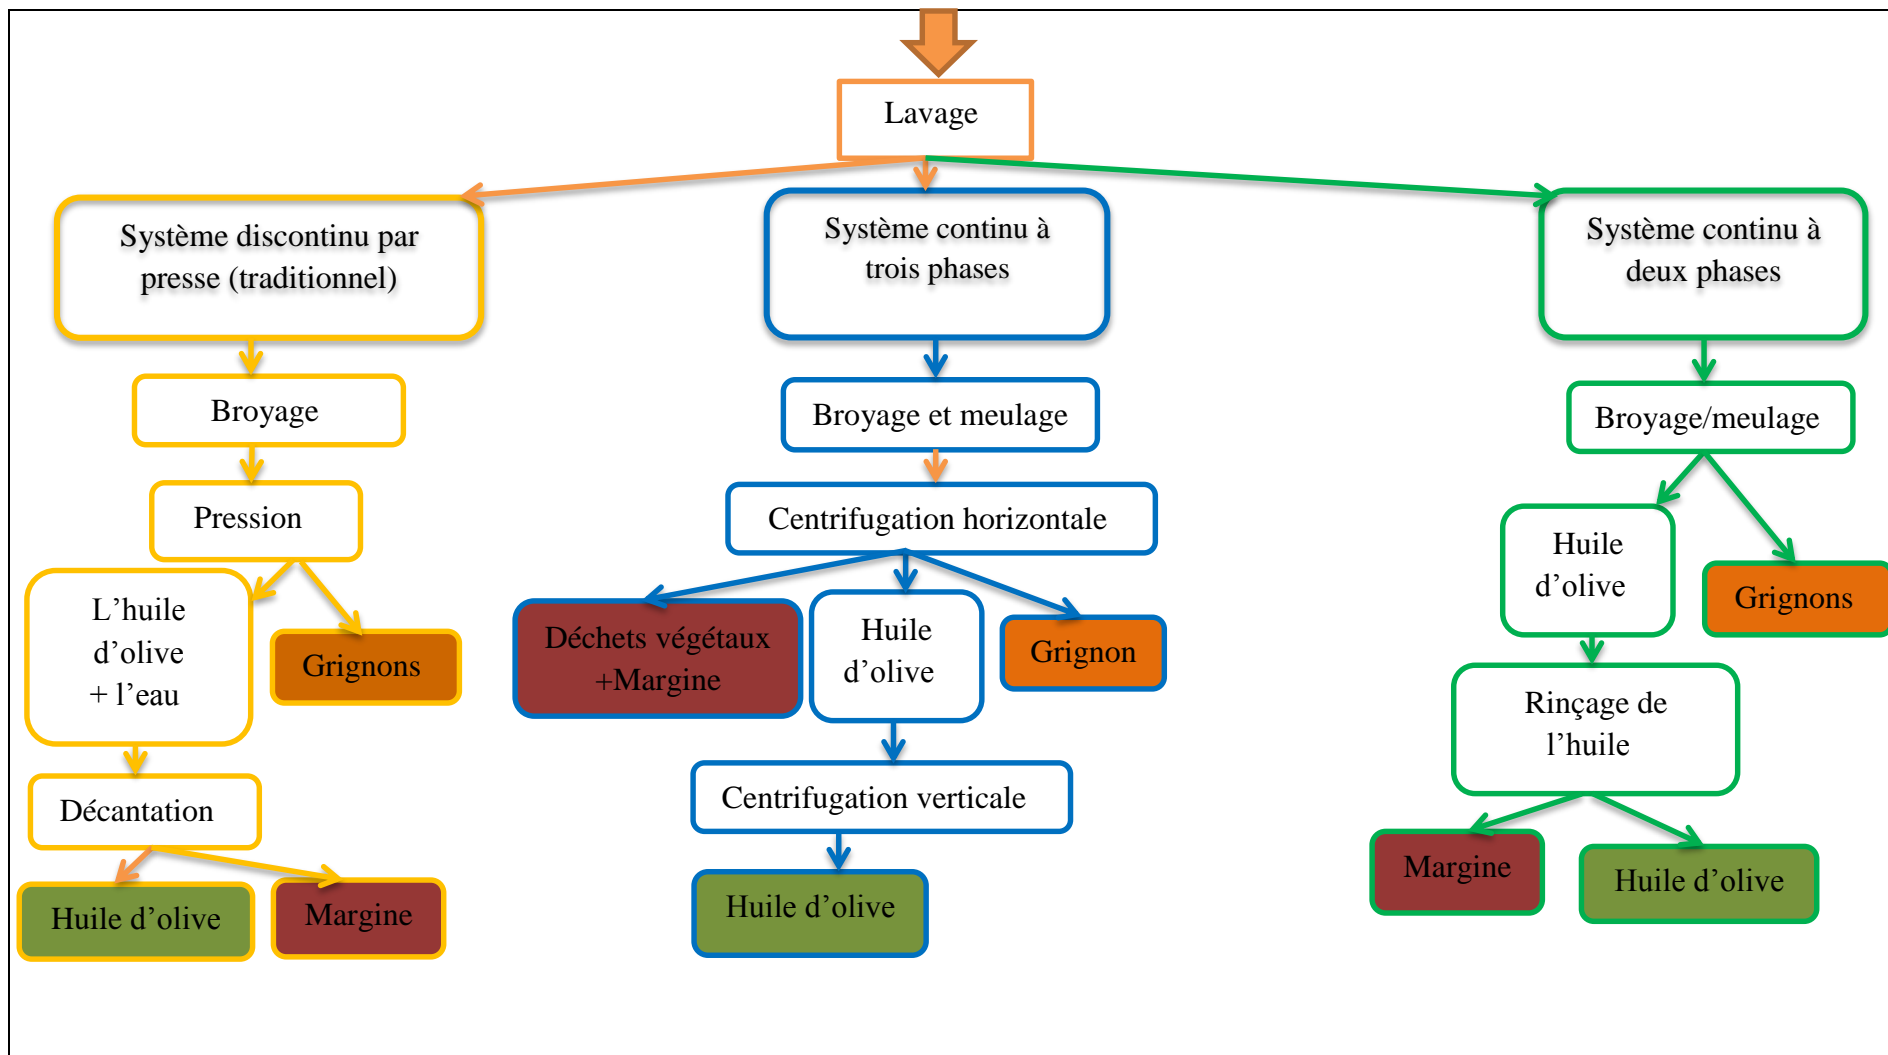 Lavage
Système discontinu par
presse (traditionnel)
Broyage
Pression
L’huile
d’olive
+ l’eau
Grignons
Décantation
Huile d’olive
Margine
Système continu à
trois phases
Broyage et meulage
Centrifugation horizontale
Déchets végétaux
+Margine
Huile
d’olive
Grignon
Centrifugation verticale
Huile d’olive
Système continu à
deux phases
Broyage/meulage
Huile
d’olive
Grignons
Rinçage de
l’huile
Margine
Huile d’olive